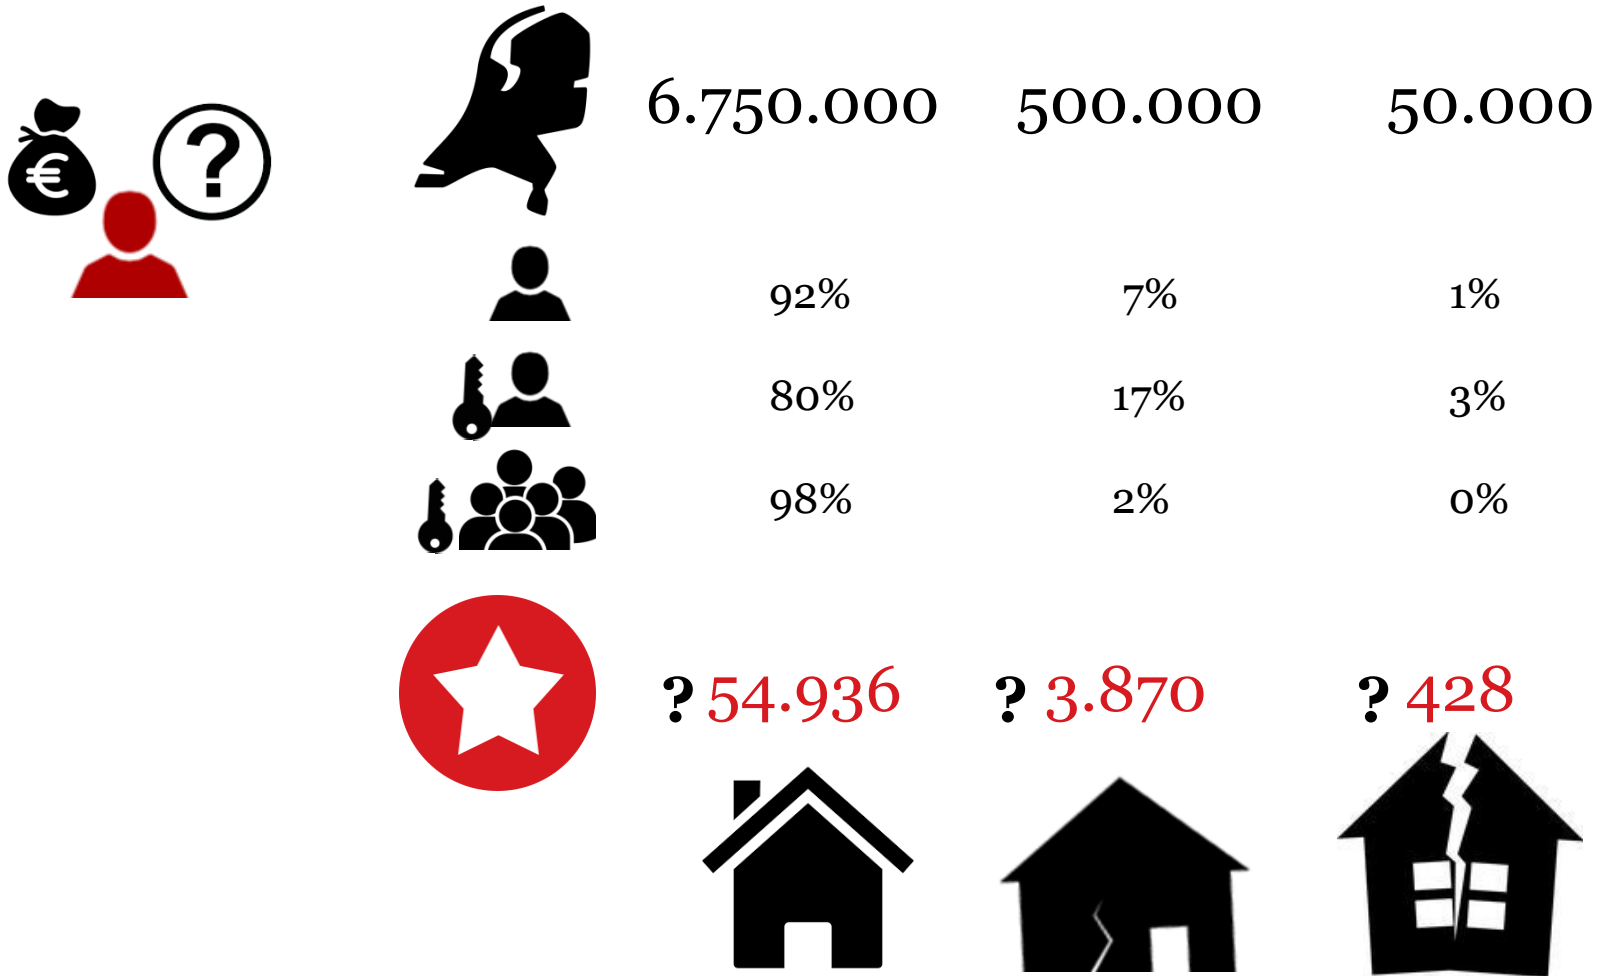 6.750.000 500.000 50.000
€ ?
92% 7% 1%
80% 17% 3%
98% 2% 0%
? 54.936 ? 3.870 ? 428